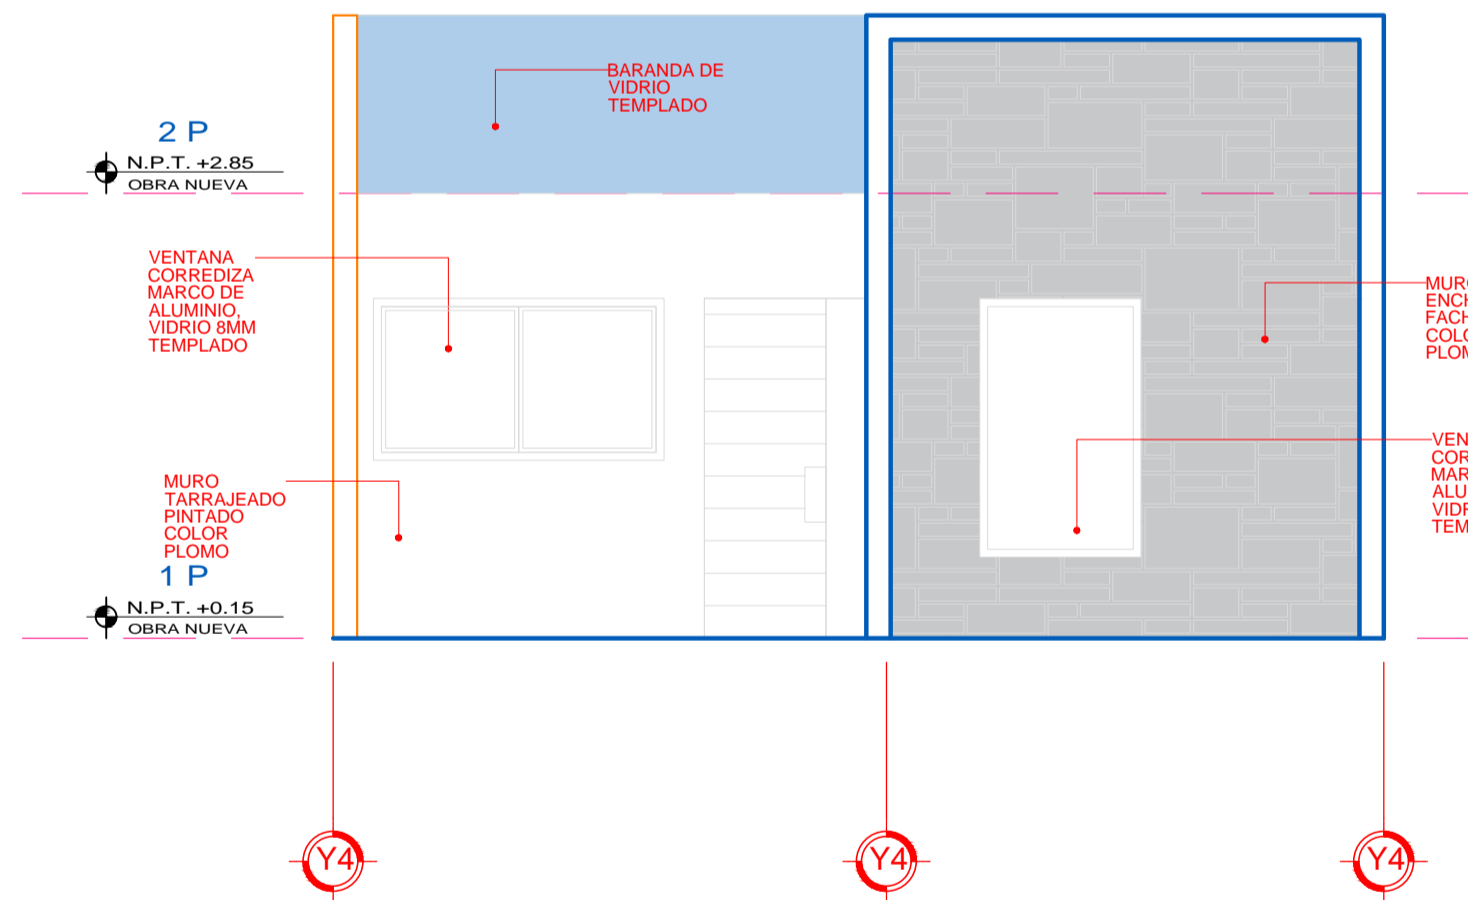 BARANDA DE
VIDRIO
TEMPLADO
2 P
N.P.T. +2.85
OBRA NUEVA
VENTANA
CORREDIZA
MARCO DE
ALUMINIO,
VIDRIO 8MM
TEMPLADO
MURO
TARRAJEADO
PINTADO
COLOR
PLOMO
1 P
N.P.T. +0.15
OBRA NUEVA
Y4
Y4
Y4